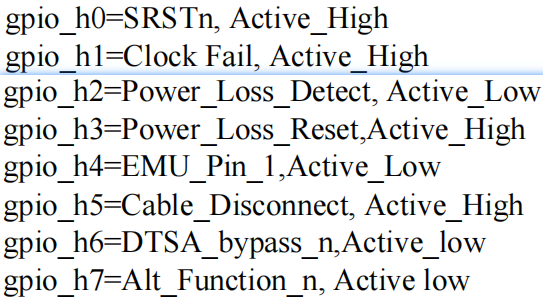 gpio_h0=SRSTn, Active_High
gpio_h1=Clock Fail, Active_High
gpio_h2=Power_Loss_Detect, Active_Low
gpio_h3=Power_Loss_Reset,Active_High
gpio_h4=EMU_Pin_1,Active_Low
gpio_h5=Cable_Disconnect, Active_High
gpio_h6=DTSA_bypass_n,Active_low
gpio_h7=Alt_Function_n, Active low